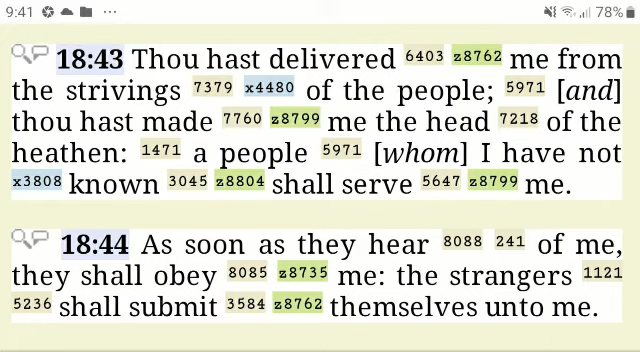 9:41 ... 78%
18:43 Thou hast delivered 6403 z8762 me from
the strivings 7379 x4480 of the people; 5971 [and]
thou hast made 7760 z8799 me the head 7218 of the
heathen: 1471 a people 5971 [whom] I have not
x3808 known 3045 z8804 shall serve 5647 z8799 me.
18:44 As soon as they hear 8088 241 of me,
they shall obey 8085 z8735 me: the strangers 1121
5236 shall submit 3584 z8762 themselves unto me.